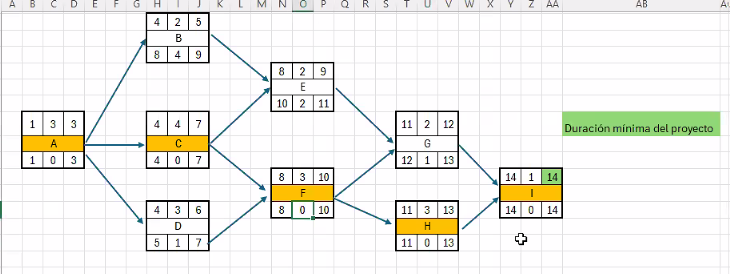 A B C D E F G H I J K L M N O P Q R S T U V W X Y Z AA AB
4 2 5
B
8 4 9
8 2 9
E
10 2 11
1 3 3
A
1 0 3
4 4 7
C
4 0 7
11 2 12
G
12 1 13
Duración mínima del proyecto
8 3 10
F
8 0 10
14 1 14
I
14 0 14
4 3 6
D
5 1 7
11 3 13
H
11 0 13